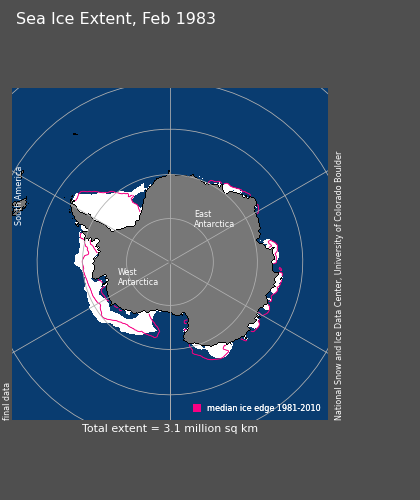 Sea Ice Extent, Feb 1983
South America
East
Antarctica
West
Antarctica
National Snow and Ice Data Center, University of Colorado Boulder
final data
median ice edge 1981-2010
Total extent = 3.1 million sq km